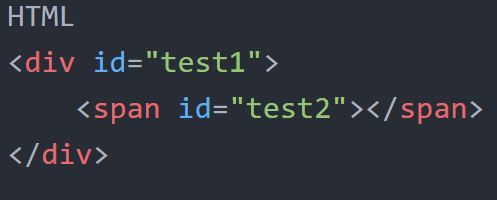 HTML
<div id="test1">
    <span id="test2"></span>
</div>